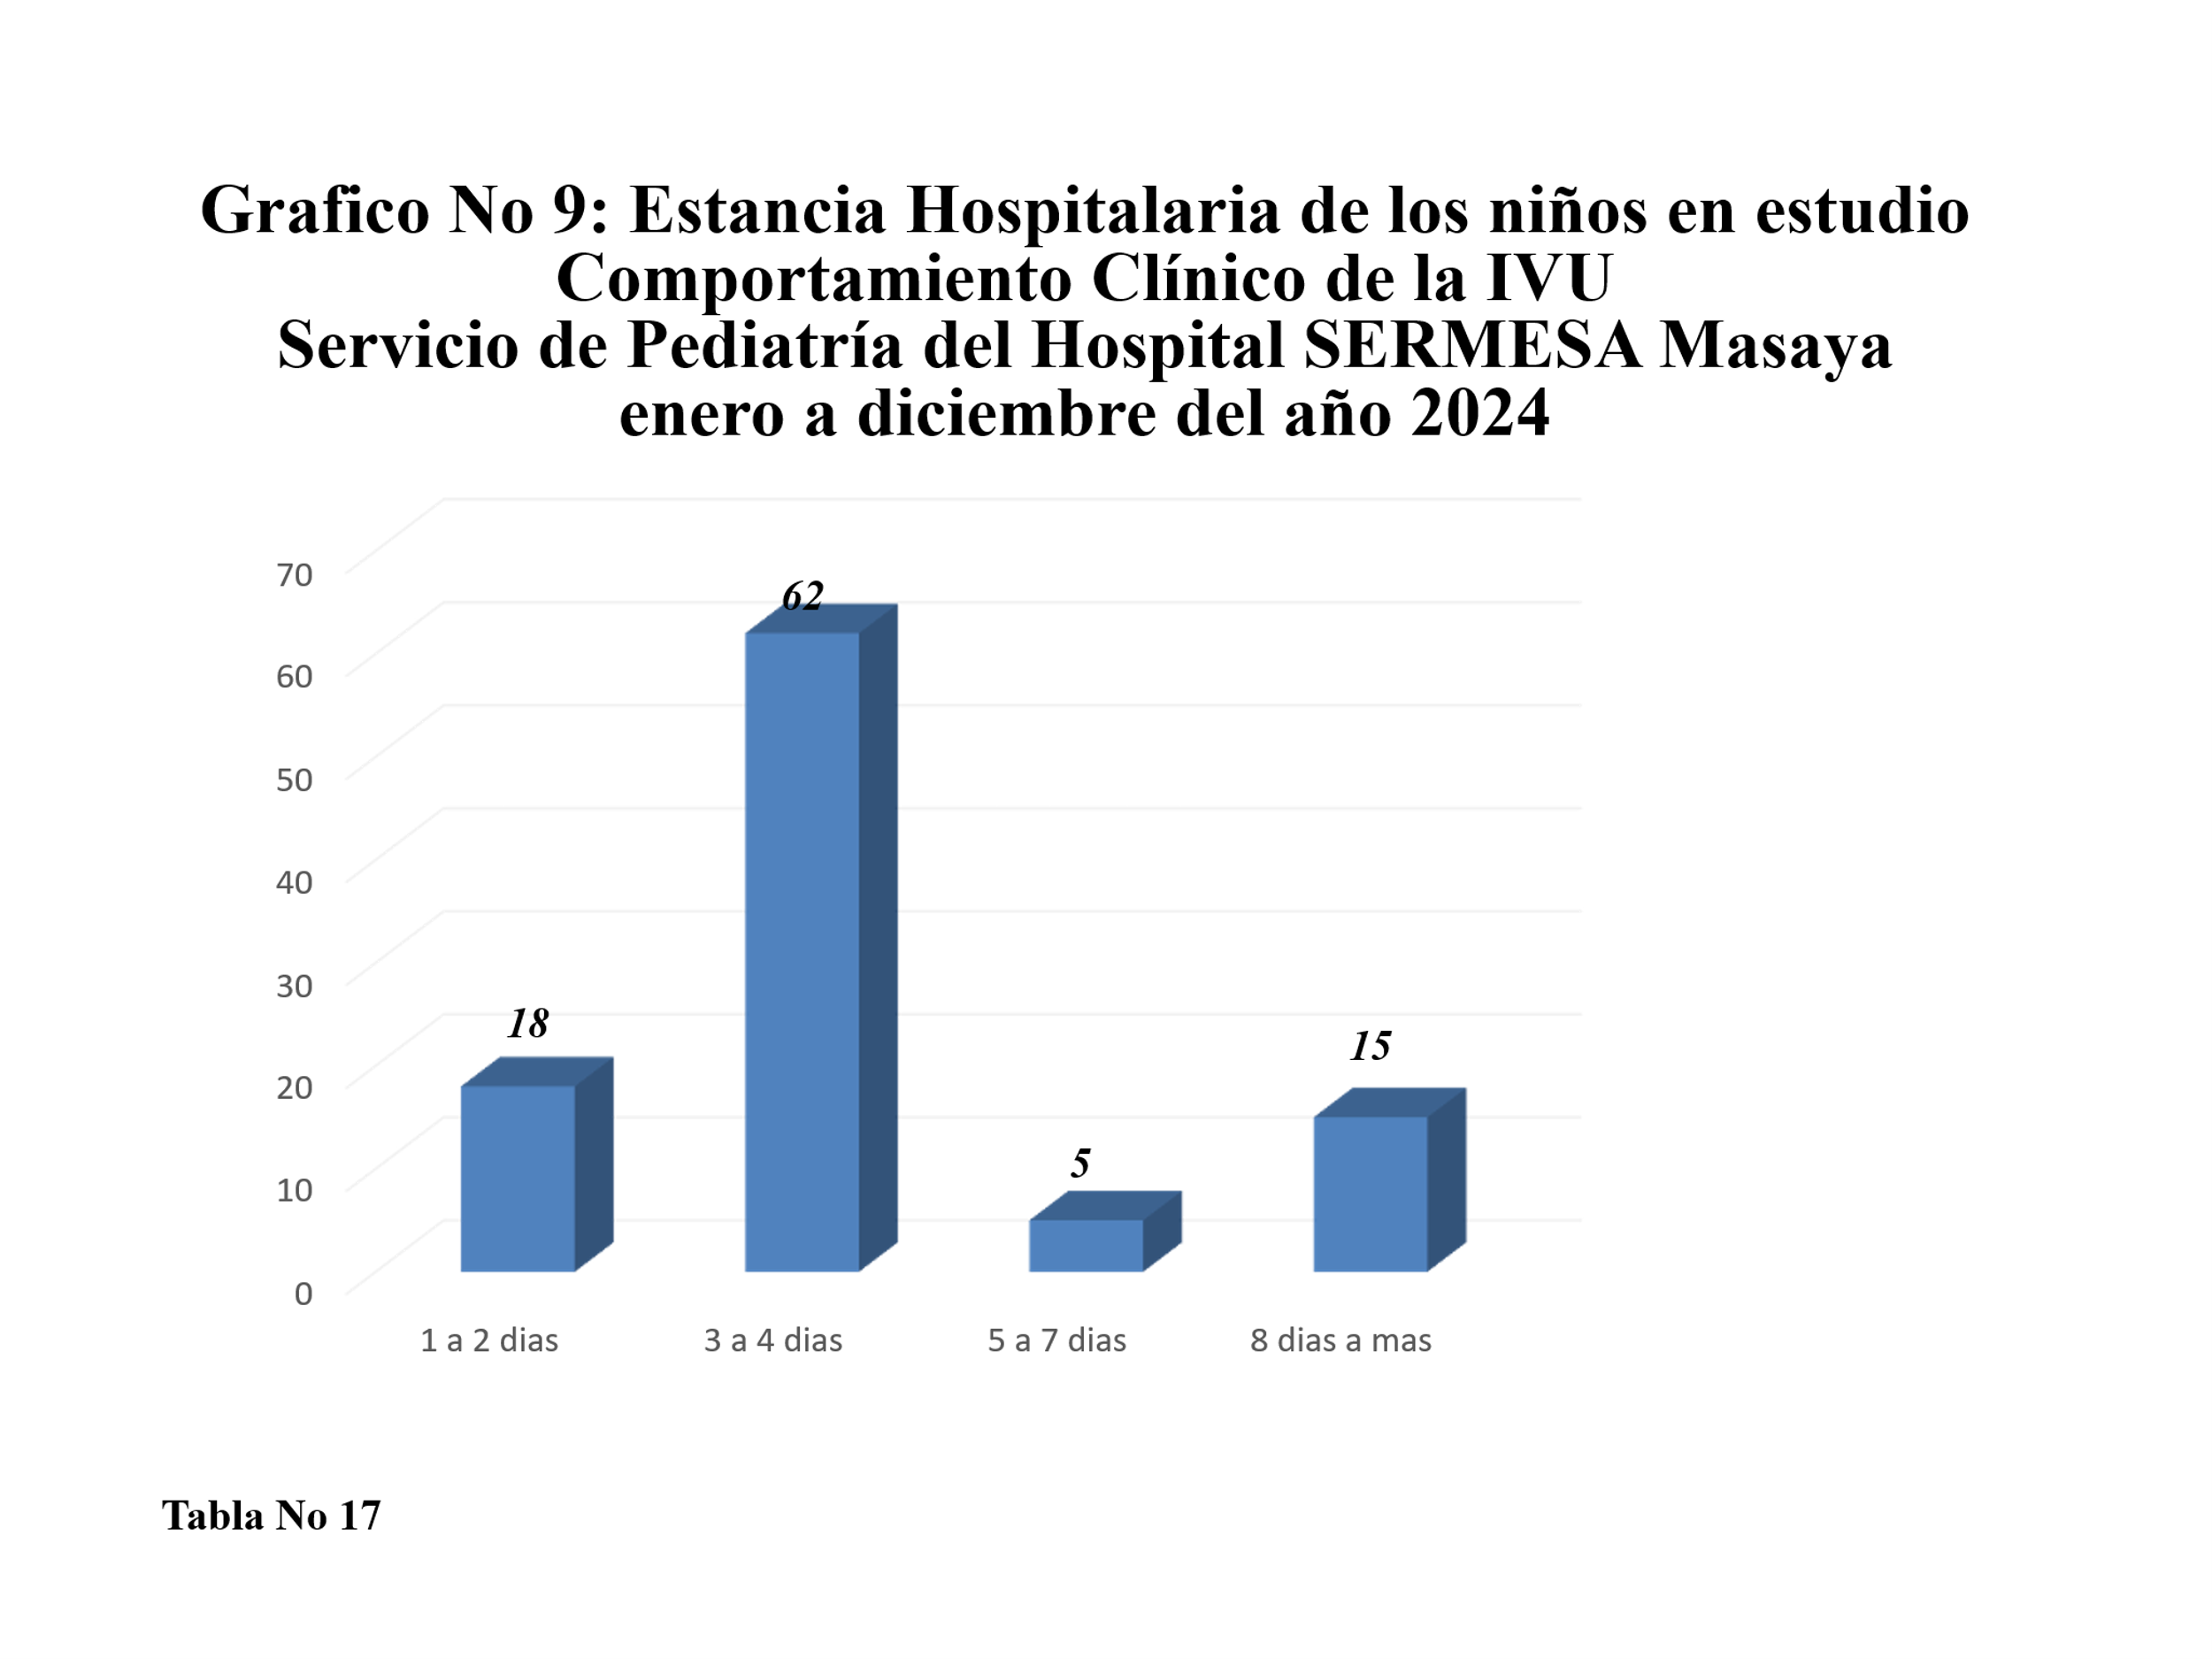 Grafico No 9: Estancia Hospitalaria de los niños en estudio
Comportamiento Clínico de la IVU
Servicio de Pediatría del Hospital SERMESA Masaya
enero a diciembre del año 2024
70
60
50
40
30
20
10
0
18
62
5
15
1 a 2 dias
3 a 4 dias
5 a 7 dias
8 dias a mas
Tabla No 17